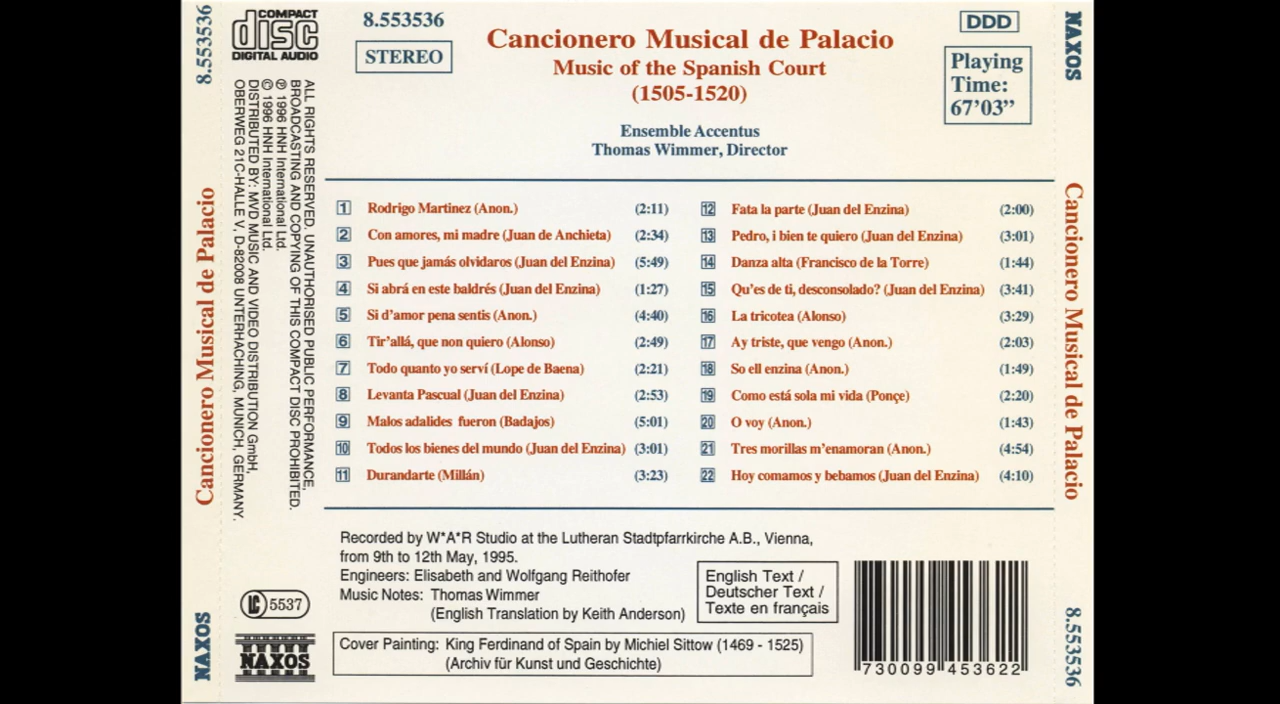 8.553536
COMPACT
disc
DIGITAL AUDIO
8.553536
STEREO
Cancionero Musical de Palacio
Music of the Spanish Court
(1505-1520)
Ensemble Accentus
Thomas Wimmer, Director
DDD
Playing
Time:
67'03”
NAXOS
1 Rodrigo Martinez (Anon.) (2:11)
2 Con amores, mi madre (Juan de Anchieta) (2:34)
3 Pues que jamás olvidaros (Juan del Enzina) (5:49)
4 Si abrá en este baldrés (Juan del Enzina) (1:27)
5 Si d'amor pena sentis (Anon.) (4:40)
6 Tir'allá, que non quiero (Alonso) (2:49)
7 Todo quanto yo serví (Lope de Baena) (2:21)
8 Levanta Pascual (Juan del Enzina) (2:53)
9 Malos adalides fueron (Badajos) (5:01)
10 Todos los bienes del mundo (Juan del Enzina) (3:01)
11 Durandarte (Millán) (3:23)
12 Fata la parte (Juan del Enzina) (2:00)
13 Pedro, i bien te quiero (Juan del Enzina) (3:01)
14 Danza alta (Francisco de la Torre) (1:44)
15 Qu'es de ti, desconsolado? (Juan del Enzina) (3:41)
16 La tricotea (Alonso) (3:29)
17 Ay triste, que vengo (Anon.) (2:03)
18 So ell enzina (Anon.) (1:49)
19 Como está sola mi vida (Ponçe) (2:20)
20 O voy (Anon.) (1:43)
21 Tres morillas m'enamoran (Anon.) (4:54)
22 Hoy comamos y bebamos (Juan del Enzina) (4:10)
Recorded by W*A*R Studio at the Lutheran Stadtpfarrkirche A.B., Vienna,
from 9th to 12th May, 1995.
Engineers: Elisabeth and Wolfgang Reithofer
Music Notes: Thomas Wimmer
(English Translation by Keith Anderson)
English Text /
Deutscher Text /
Texte en français
Cover Painting: King Ferdinand of Spain by Michiel Sittow (1469 - 1525)
(Archiv für Kunst und Geschichte)
7 30099 45362 2
ALL RIGHTS RESERVED. UNAUTHORISED PUBLIC PERFORMANCE,
BROADCASTING AND COPYING OF THIS COMPACT DISC PROHIBITED.
℗ 1996 HNH International Ltd.
© 1996 HNH International Ltd.
DISTRIBUTED BY: MVD MUSIC AND VIDEO DISTRIBUTION GmbH,
OBERWEG 21C-HALLE V, D-82008 UNTERHACHING, MUNICH, GERMANY.
LC 5537
NAXOS
Cancionero Musical de Palacio
NAXOS
Cancionero Musical de Palacio
8.553536